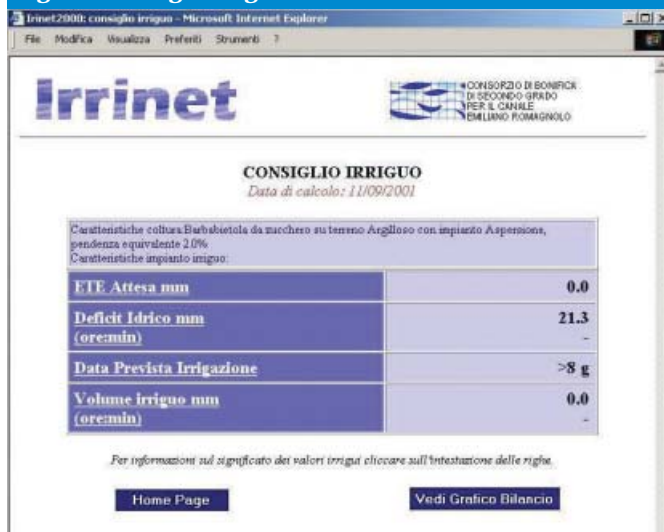 Irrinet2000: consiglio irriguo - Microsoft Internet Explorer
File Modifica Visualizza Preferiti Strumenti ?
Irrinet
CONSORZIO DI BONIFICA
DI SECONDO GRADO
PER IL CANALE
EMILIANO ROMAGNOLO
CONSIGLIO IRRIGUO
Data di calcolo: 11/09/2001
Caratteristiche coltura:Barbabietola da zucchero su terreno Argilloso con impianto Aspersione,
pendenza equivalente 2.0%
Caratteristiche impianto irriguo:
ETE Attesa mm 0.0
Deficit Idrico mm 21.3
(ore:min) -
Data Prevista Irrigazione >8 g
Volume irriguo mm 0.0
(ore:min) -
Per informazioni sul significato dei valori irrigui cliccare sull'intestazione delle righe.
Home Page Vedi Grafico Bilancio